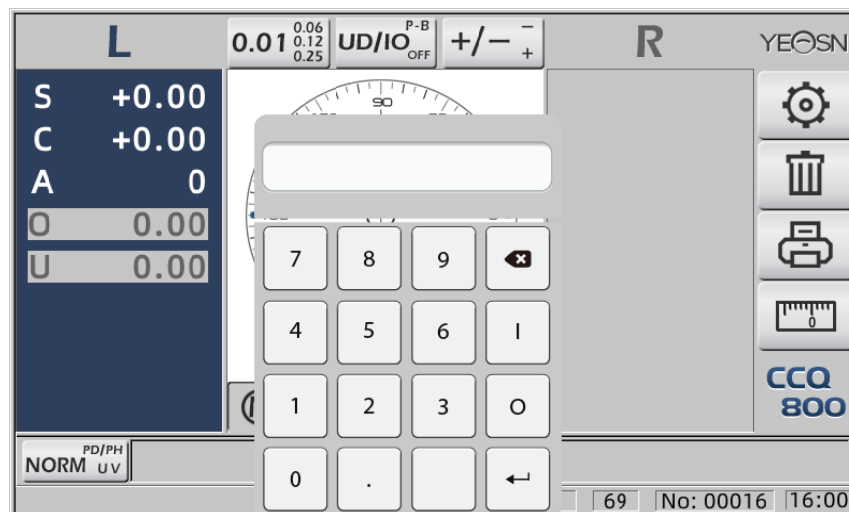 L
0.01 0.06 0.12 0.25
UD/IO P-B OFF
+/− − +
R
YEOSN
S +0.00
C +0.00
A 0
O 0.00
U 0.00
90
7 8 9
4 5 6 I
1 2 3 O
0 .
0
CCQ
800
NORM PD/PH UV
69 No: 00016 16:00